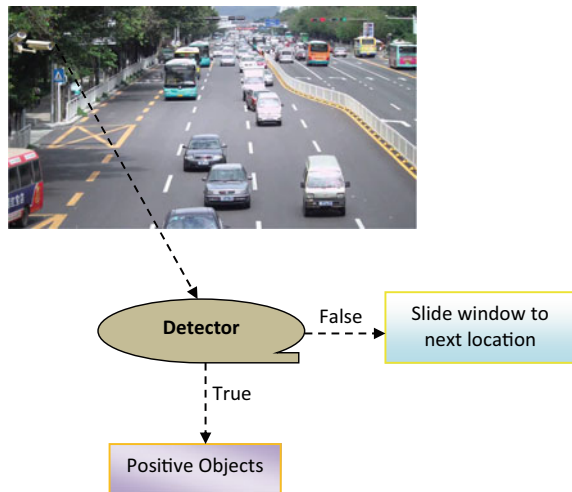 Detector
False
Slide window to
next location
True
Positive Objects